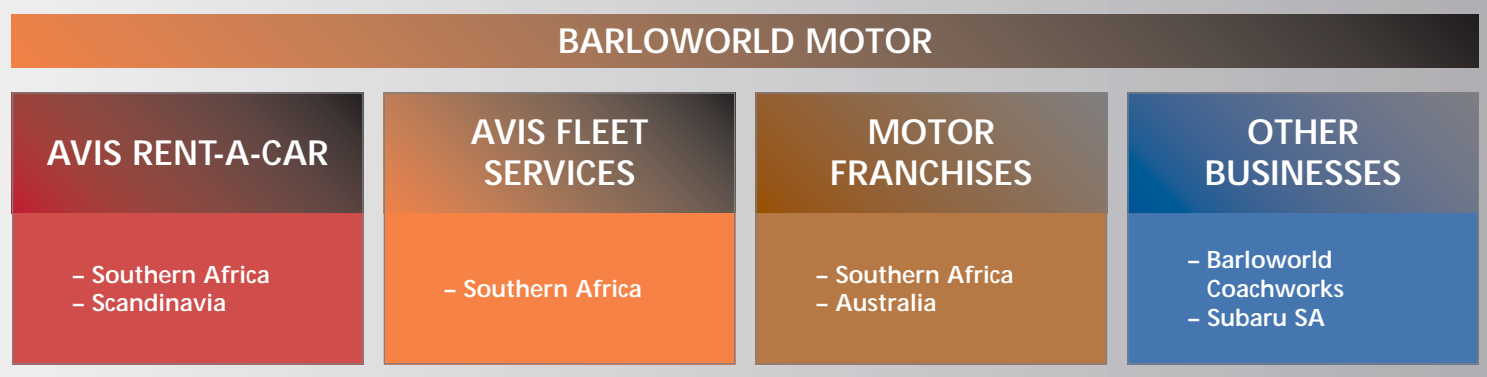 BARLOWORLD MOTOR
AVIS RENT-A-CAR
– Southern Africa
– Scandinavia
AVIS FLEET
SERVICES
– Southern Africa
MOTOR
FRANCHISES
– Southern Africa
– Australia
OTHER
BUSINESSES
– Barloworld
Coachworks
– Subaru SA